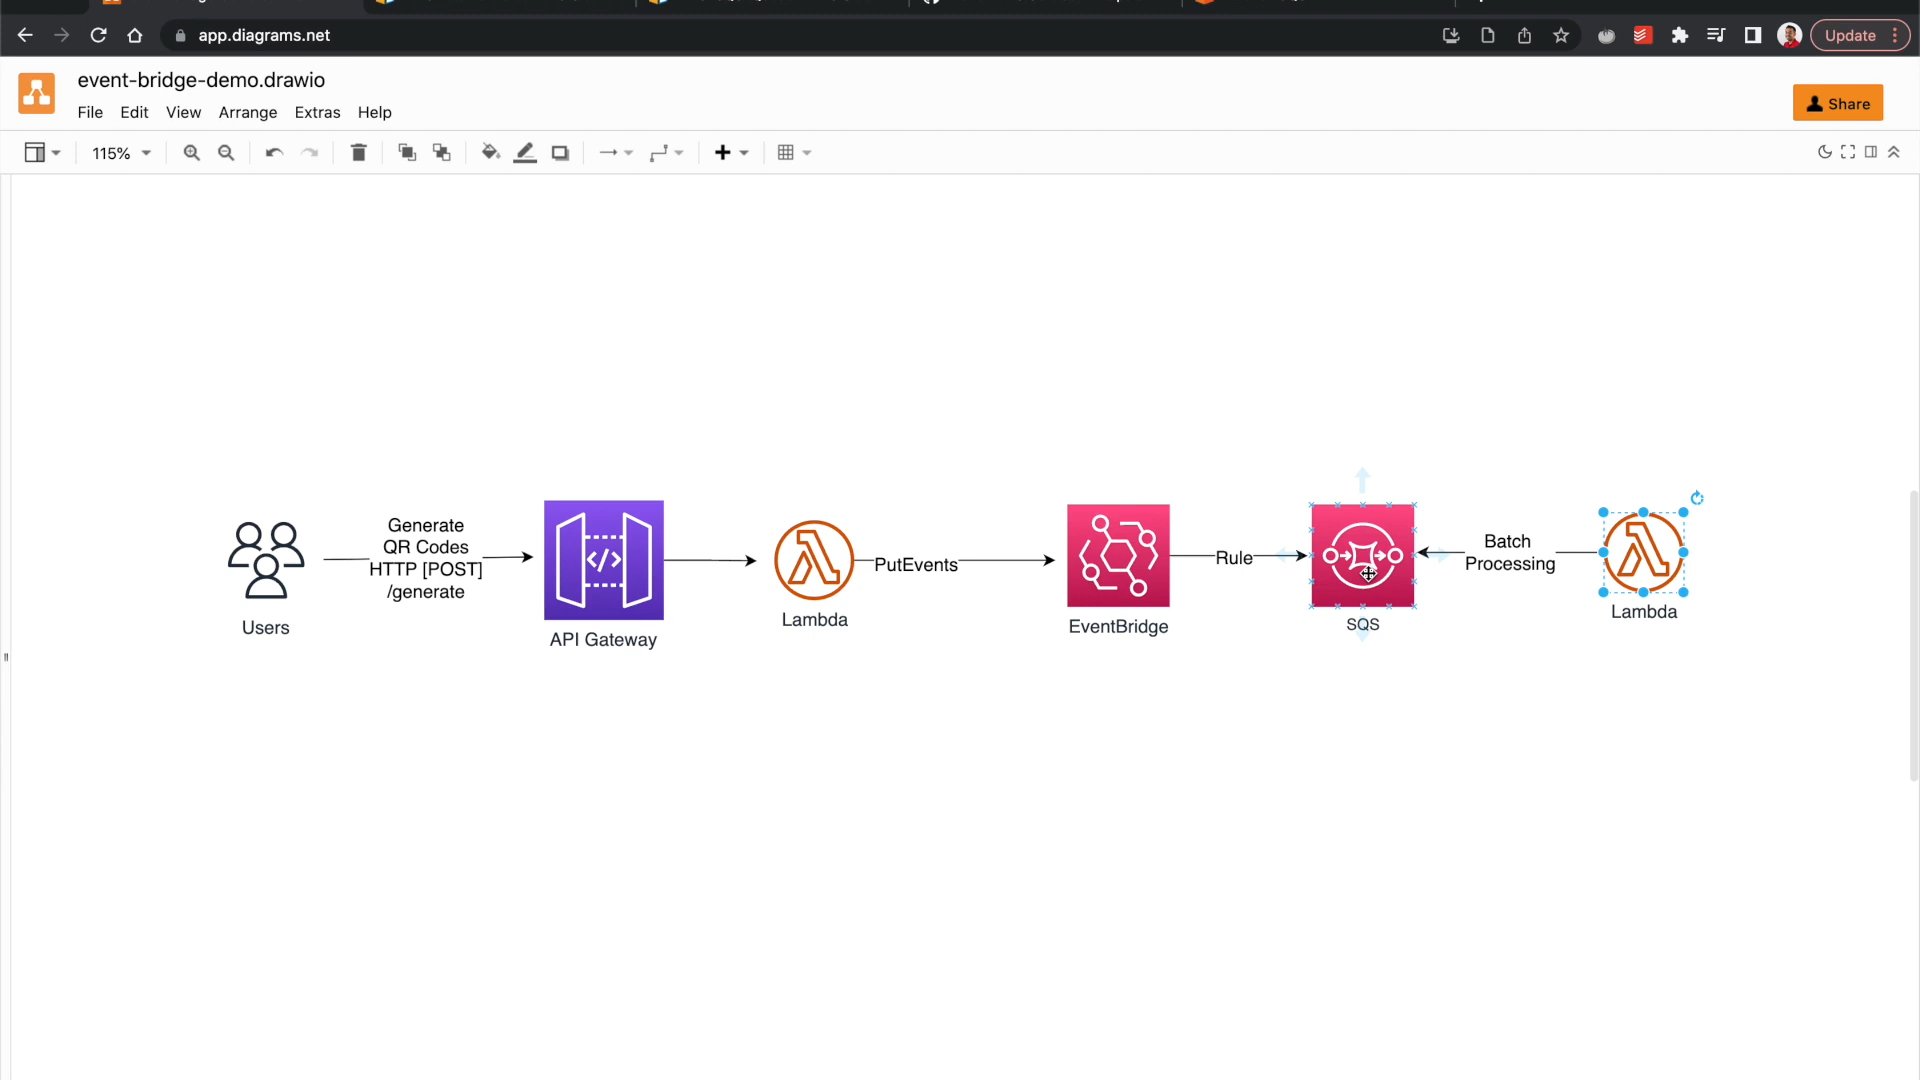 app.diagrams.net
Update
event-bridge-demo.drawio
File Edit View Arrange Extras Help
Share
115%
Generate
QR Codes
HTTP [POST]
/generate
Users
API Gateway
Lambda
PutEvents
EventBridge
Rule
SQS
Batch
Processing
Lambda